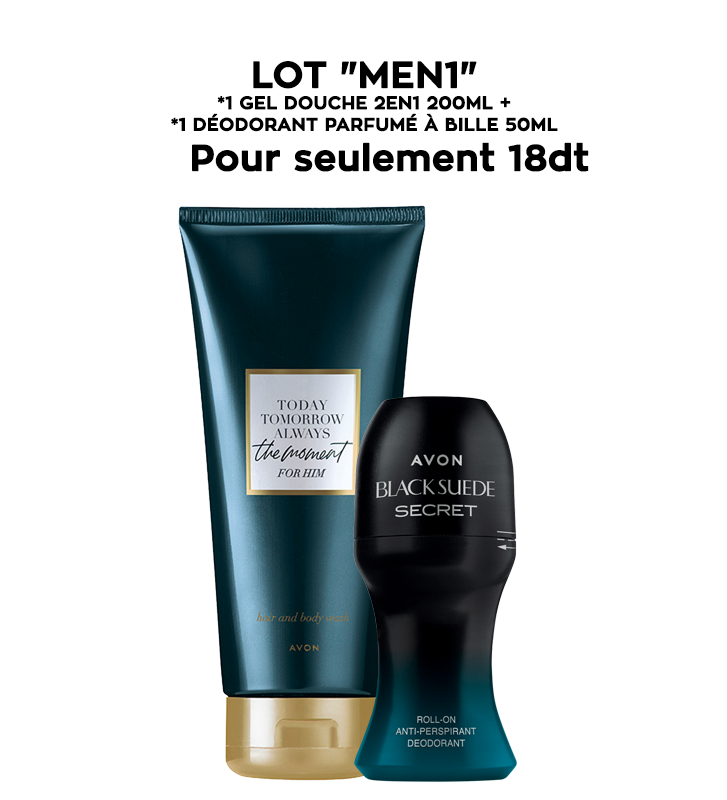 LOT "MEN1"
*1 GEL DOUCHE 2EN1 200ML +
*1 DÉODORANT PARFUMÉ À BILLE 50ML
Pour seulement 18dt
TODAY
TOMORROW
ALWAYS
the moment
FOR HIM
hair and body wash
AVON
AVON
BLACK SUEDE
SECRET
ROLL-ON
ANTI-PERSPIRANT
DEODORANT